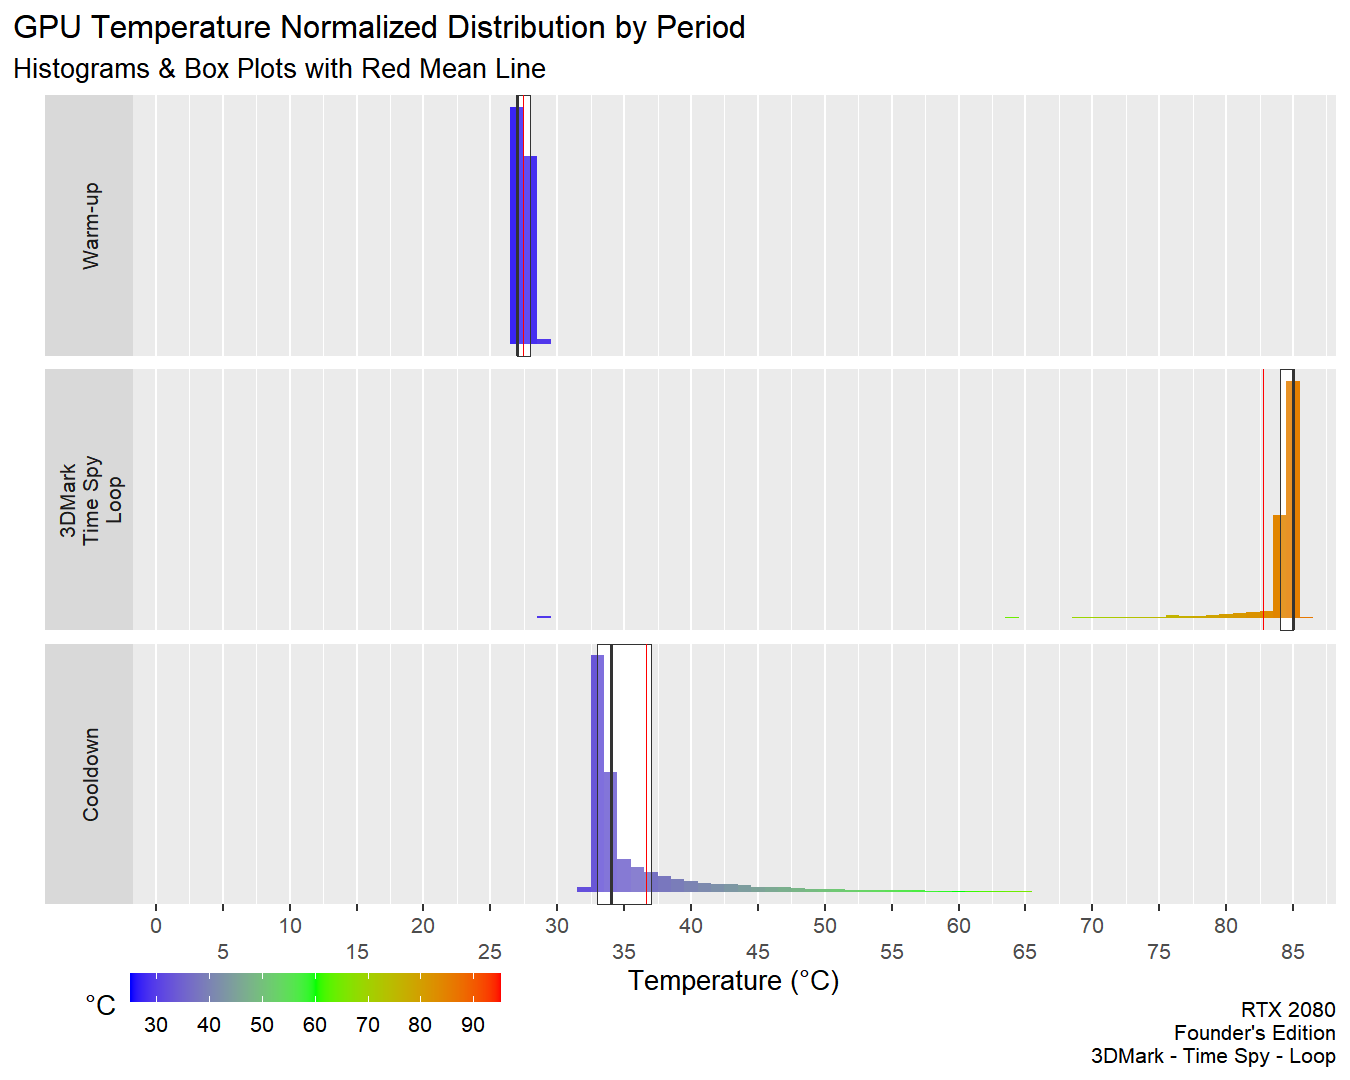 GPU Temperature Normalized Distribution by Period
Histograms & Box Plots with Red Mean Line
Warm-up
3DMark
Time Spy
Loop
Cooldown
0 10 20 30 40 50 60 70 80
5 15 25 35 45 55 65 75 85
Temperature (°C)
°C
30 40 50 60 70 80 90
RTX 2080
Founder's Edition
3DMark - Time Spy - Loop